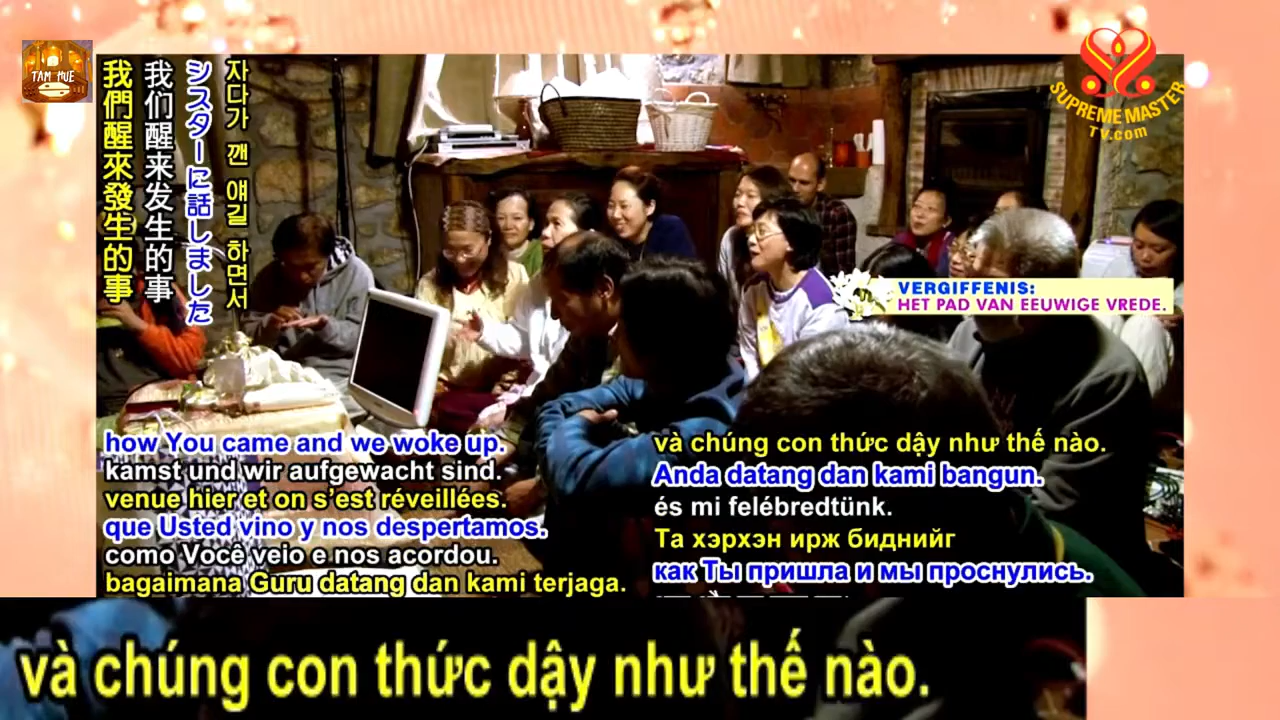 TAM HUE
SUPREME MASTER
TV.com
我們醒來發生的事
我们醒来发生的事
シスターに話しました
자다가 깬 얘길 하면서
VERGIFFENIS:
HET PAD VAN EEUWIGE VREDE.
how You came and we woke up.
kamst und wir aufgewacht sind.
venue hier et on s’est réveillées.
que Usted vino y nos despertamos.
como Você veio e nos acordou.
bagaimana Guru datang dan kami terjaga.
và chúng con thức dậy như thế nào.
Anda datang dan kami bangun.
és mi felébredtünk.
Та хэрхэн ирж биднийг
как Ты пришла и мы проснулись.
và chúng con thức dậy như thế nào.